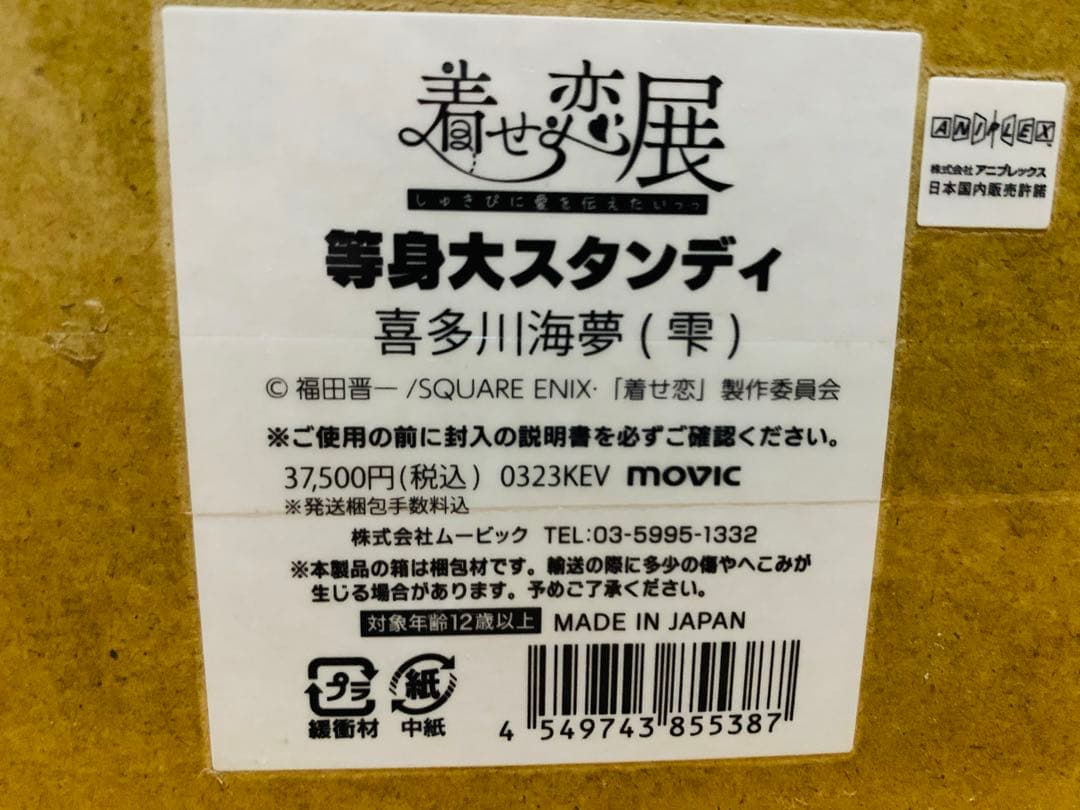 着せ恋展
しゅきぴに愛を伝えたいっっ
等身大スタンディ
喜多川海夢(雫)
© 福田晋一/SQUARE ENIX・「着せ恋」製作委員会
※ご使用の前に封入の説明書を必ずご確認ください。
37,500円(税込) 0323KEV movic
※発送梱包手数料込
株式会社ムービック TEL:03-5995-1332
※本製品の箱は梱包材です。輸送の際に多少の傷やへこみが
生じる場合があります。予めご了承ください。
対象年齢12歳以上 MADE IN JAPAN
プラ 紙
緩衝材 中紙
4 549743 855387
ANIPLEX
株式会社アニプレックス
日本国内販売許諾